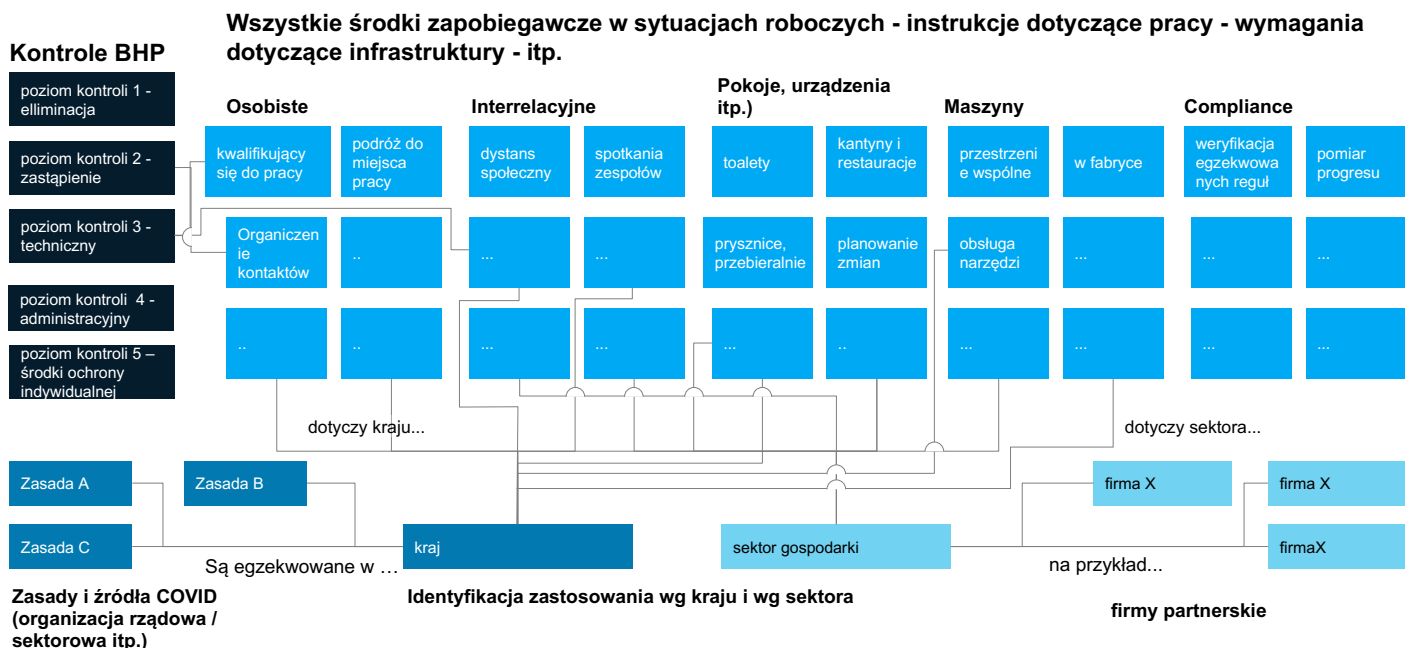 Wszystkie środki zapobiegawcze w sytuacjach roboczych - instrukcje dotyczące pracy - wymagania
dotyczące infrastruktury - itp.
Kontrole BHP
poziom kontroli 1 -
elliminacja
poziom kontroli 2 -
zastąpienie
poziom kontroli 3 -
techniczny
poziom kontroli 4 -
administracyjny
poziom kontroli 5 –
środki ochrony
indywidualnej
Osobiste
Interrelacyjne
Pokoje, urządzenia
itp.)
Maszyny
Compliance
kwalifikujący
się do pracy
podróż do
miejsca
pracy
dystans
społeczny
spotkania
zespołów
toalety
kantyny i
restauracje
przestrzeni
e wspólne
w fabryce
weryfikacja
egzekwowa
nych reguł
pomiar
progresu
Organiczen
ie
kontaktów
..
...
...
prysznice,
przebieralnie
planowanie
zmian
obsługa
narzędzi
...
...
...
..
..
...
...
...
..
...
...
...
...
dotyczy kraju...
dotyczy sektora...
Zasada A
Zasada B
firma X
firma X
Zasada C
kraj
sektor gospodarki
firmaX
Są egzekwowane w …
na przykład...
Zasady i źródła COVID
(organizacja rządowa /
sektorowa itp.)
Identyfikacja zastosowania wg kraju i wg sektora
firmy partnerskie